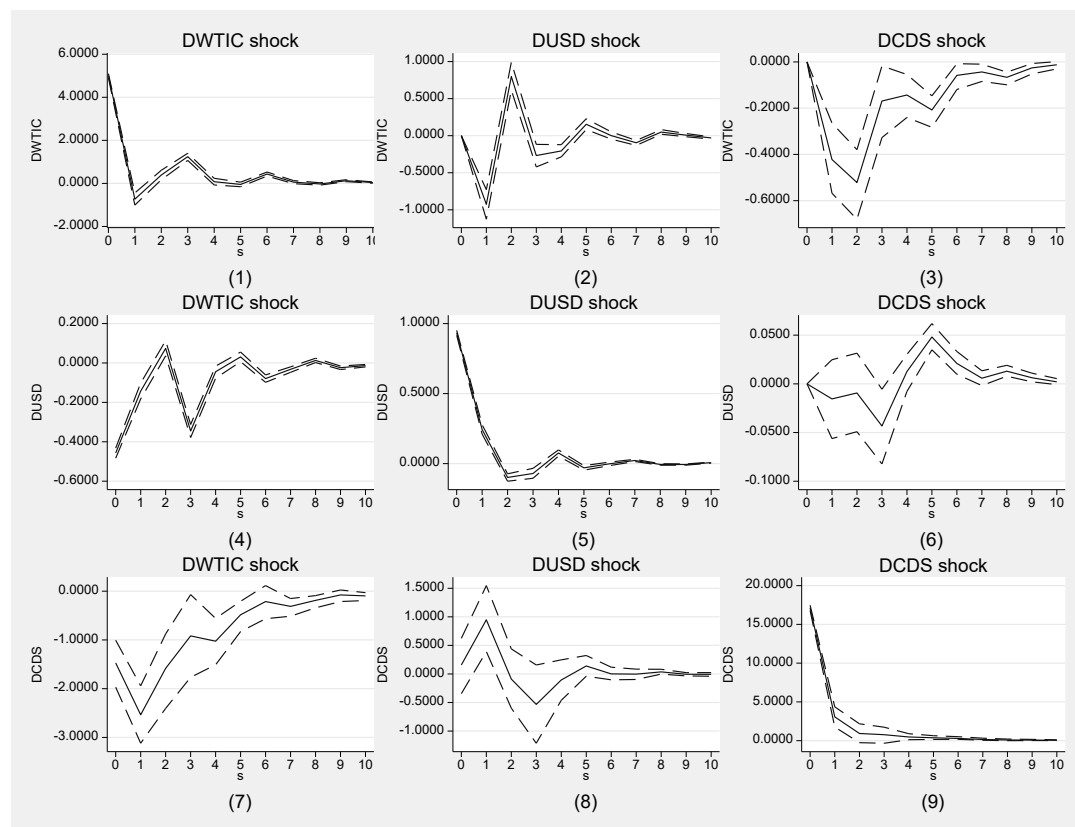 DWTIC shock
DWTIC
6.0000
4.0000
2.0000
0.0000
-2.0000
0 1 2 3 4 5 6 7 8 9 10
s
(1)
DUSD shock
DWTIC
1.0000
0.5000
0.0000
-0.5000
-1.0000
0 1 2 3 4 5 6 7 8 9 10
s
(2)
DCDS shock
DWTIC
0.0000
-0.2000
-0.4000
-0.6000
0 1 2 3 4 5 6 7 8 9 10
s
(3)
DWTIC shock
DUSD
0.2000
0.0000
-0.2000
-0.4000
-0.6000
0 1 2 3 4 5 6 7 8 9 10
s
(4)
DUSD shock
DUSD
1.0000
0.5000
0.0000
0 1 2 3 4 5 6 7 8 9 10
s
(5)
DCDS shock
DUSD
0.0500
0.0000
-0.0500
-0.1000
0 1 2 3 4 5 6 7 8 9 10
s
(6)
DWTIC shock
DCDS
0.0000
-1.0000
-2.0000
-3.0000
0 1 2 3 4 5 6 7 8 9 10
s
(7)
DUSD shock
DCDS
1.5000
1.0000
0.5000
0.0000
-0.5000
-1.0000
0 1 2 3 4 5 6 7 8 9 10
s
(8)
DCDS shock
DCDS
20.0000
15.0000
10.0000
5.0000
0.0000
0 1 2 3 4 5 6 7 8 9 10
s
(9)